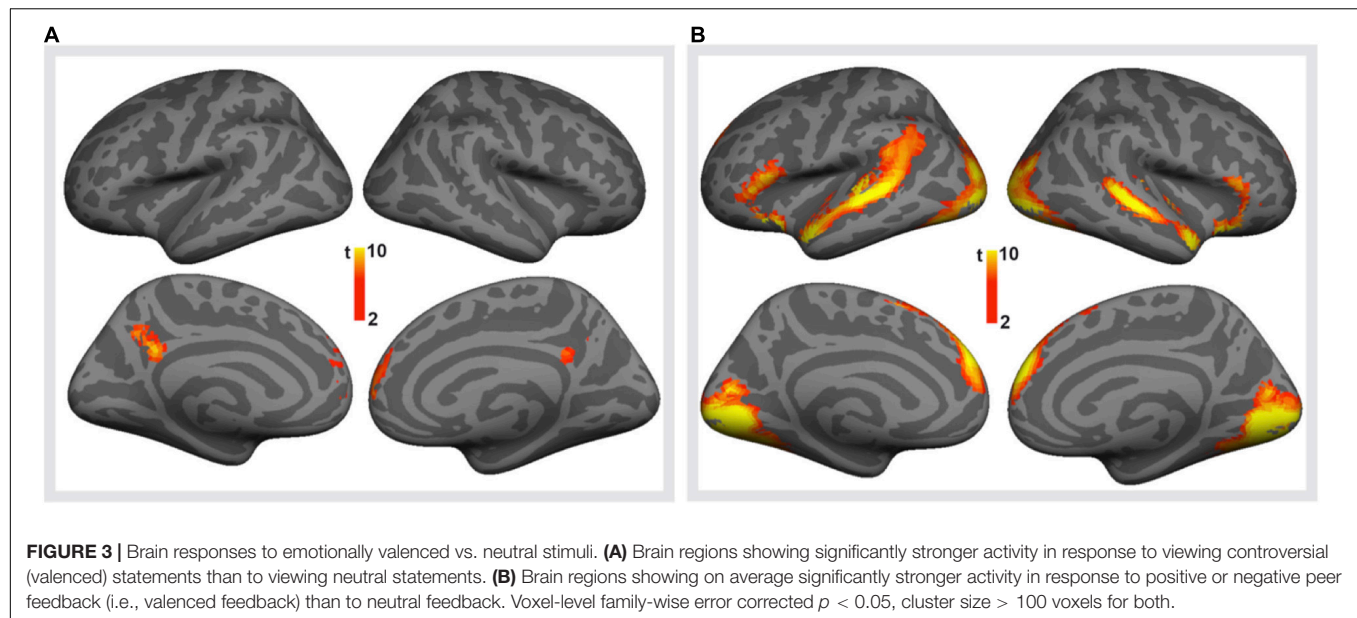 A
B
t 10
2
t 10
2
FIGURE 3 | Brain responses to emotionally valenced vs. neutral stimuli. (A) Brain regions showing significantly stronger activity in response to viewing controversial
(valenced) statements than to viewing neutral statements. (B) Brain regions showing on average significantly stronger activity in response to positive or negative peer
feedback (i.e., valenced feedback) than to neutral feedback. Voxel-level family-wise error corrected p < 0.05, cluster size > 100 voxels for both.